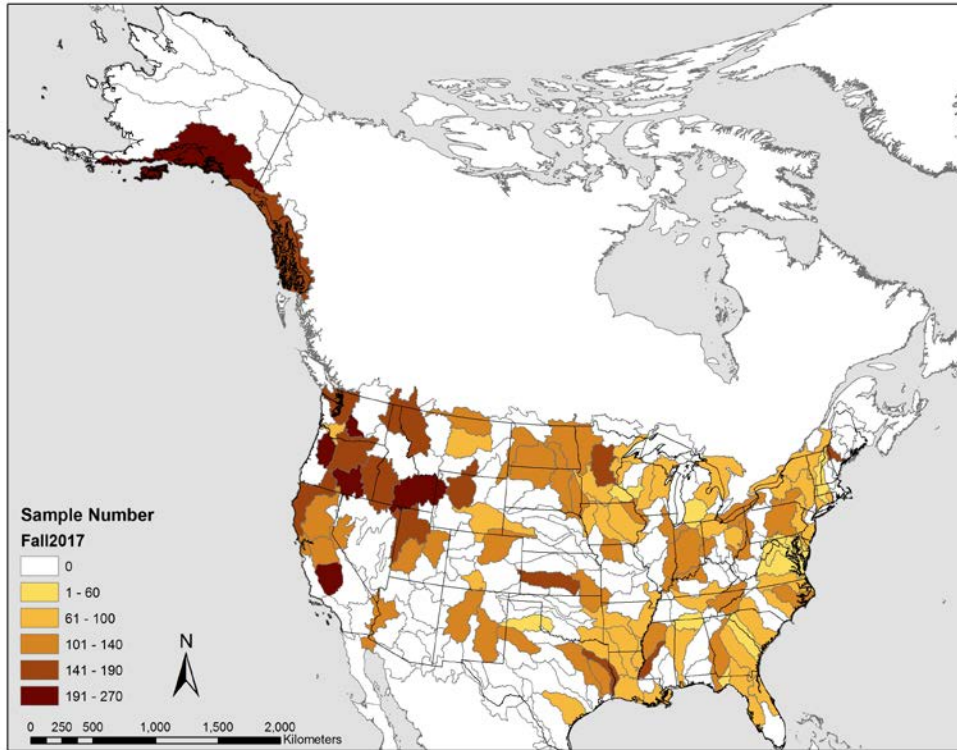 Sample Number
Fall2017
0
1 - 60
61 - 100
101 - 140
141 - 190
191 - 270
N
0 250 500 1,000 1,500 2,000
Kilometers